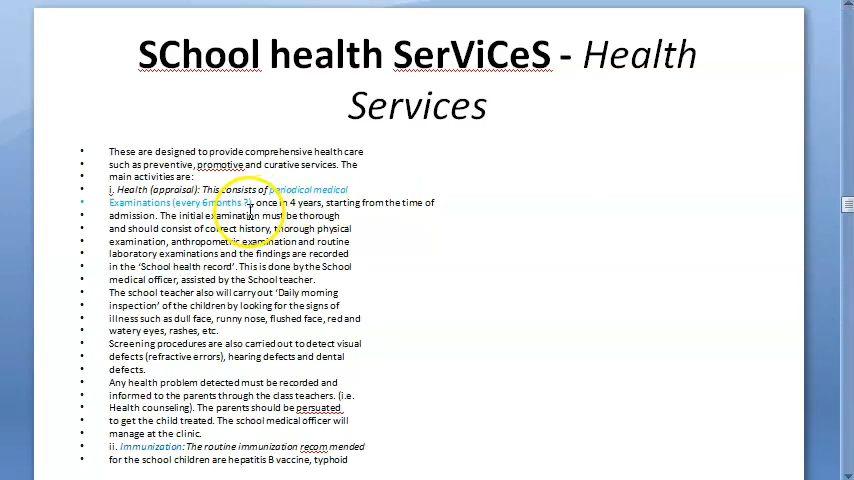 SChool health SerViCeS - Health
Services
• These are designed to provide comprehensive health care
• such as preventive, promotive and curative services. The
• main activities are:
• i. Health (appraisal): This consists of periodical medical
• Examinations (every 6months ?), once in 4 years, starting from the time of
• admission. The initial examination must be thorough
• and should consist of correct history, thorough physical
• examination, anthropometric examination and routine
• laboratory examinations and the findings are recorded
• in the ‘School health record’. This is done by the School
• medical officer, assisted by the School teacher.
• The school teacher also will carry out ‘Daily morning
• inspection’ of the children by looking for the signs of
• illness such as dull face, runny nose, flushed face, red and
• watery eyes, rashes, etc.
• Screening procedures are also carried out to detect visual
• defects (refractive errors), hearing defects and dental
• defects.
• Any health problem detected must be recorded and
• informed to the parents through the class teachers. (i.e.
• Health counseling). The parents should be persuated
• to get the child treated. The school medical officer will
• manage at the clinic.
• ii. Immunization: The routine immunization recom mended
• for the school children are hepatitis B vaccine, typhoid